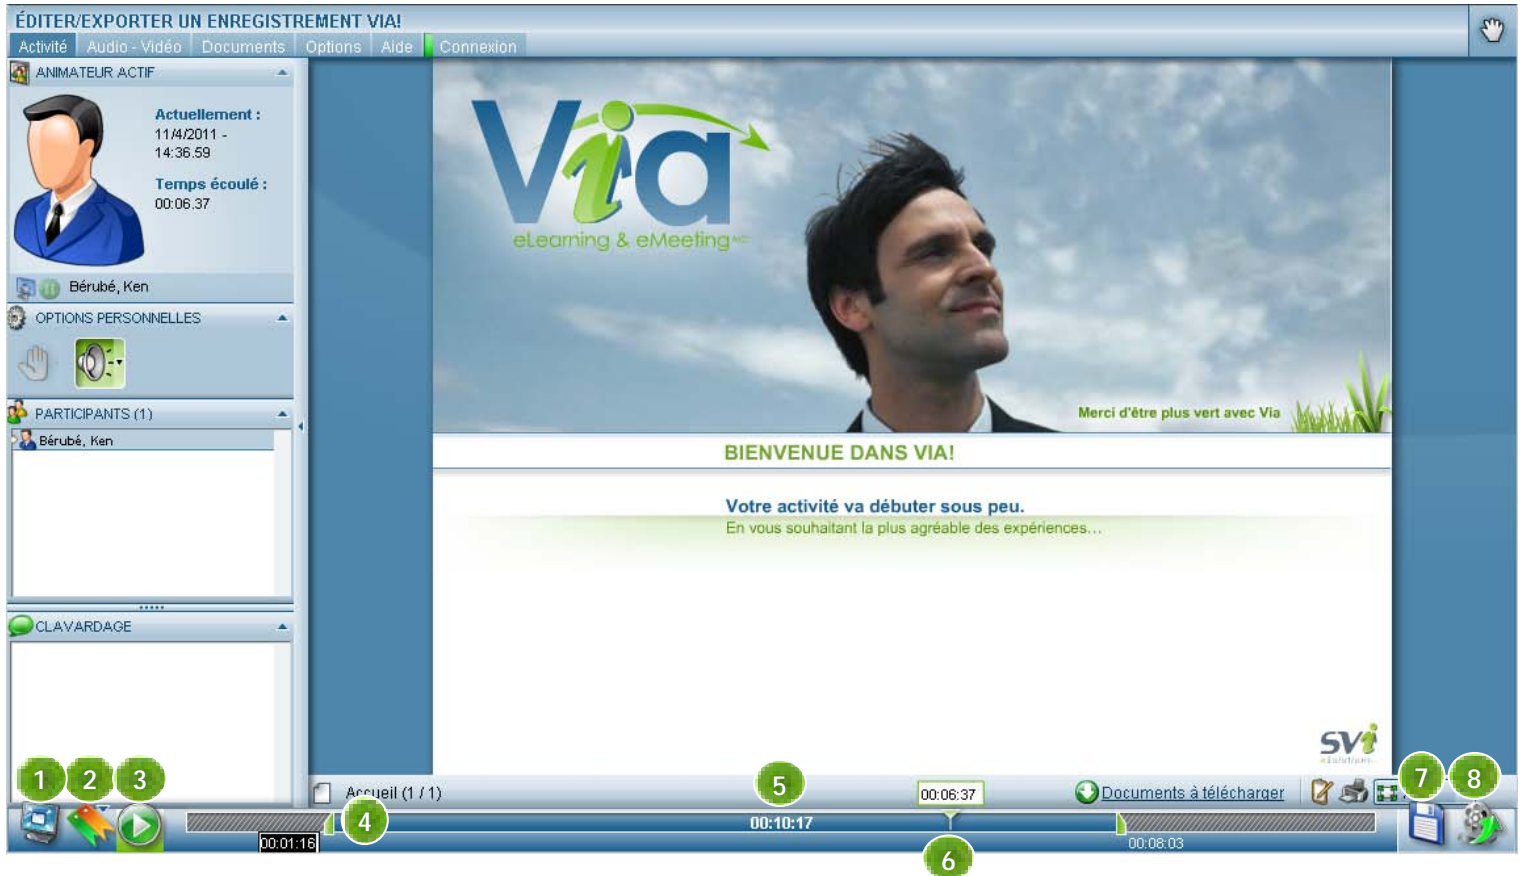 ÉDITER/EXPORTER UN ENREGISTREMENT VIA!
Activité Audio - Vidéo Documents Options Aide Connexion
ANIMATEUR ACTIF
Actuellement :
11/4/2011 -
14:36.59
Temps écoulé :
00:06.37
Bérubé, Ken
OPTIONS PERSONNELLES
PARTICIPANTS (1)
Bérubé, Ken
CLAVARDAGE
Via
eLearning & eMeeting
Merci d'être plus vert avec Via
BIENVENUE DANS VIA!
Votre activité va débuter sous peu.
En vous souhaitant la plus agréable des expériences...
SVi
1 2 3 5 7 8
Accueil (1 / 1) 00:06:37 Documents à télécharger
4 00:10:17
00:01:16 00:08:03
6